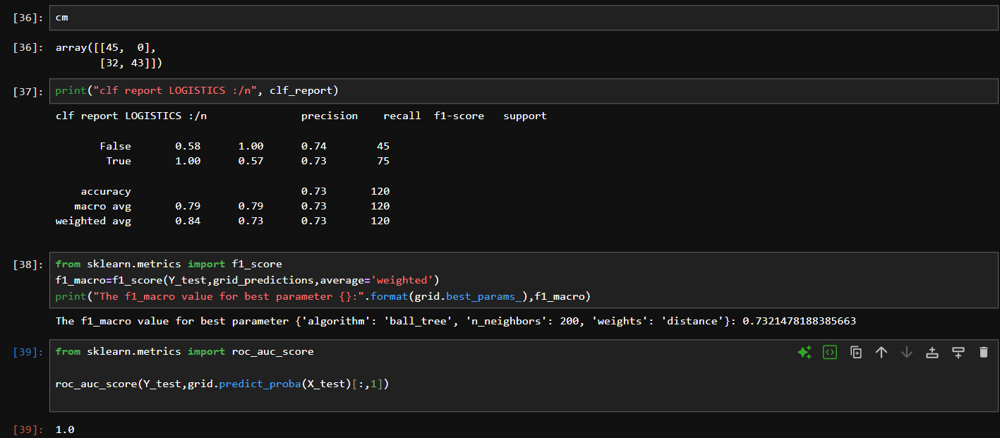 [36]: cm
[36]: array([[45,  0],
       [32, 43]])
[37]: print("clf report LOGISTICS :/n", clf_report)
clf report LOGISTICS :/n               precision    recall  f1-score   support
False       0.58      1.00      0.74        45
True       1.00      0.57      0.73        75
accuracy                           0.73       120
macro avg       0.79      0.79      0.73       120
weighted avg       0.84      0.73      0.73       120
[38]: from sklearn.metrics import f1_score
f1_macro=f1_score(Y_test,grid_predictions,average='weighted')
print("The f1_macro value for best parameter {}:".format(grid.best_params_),f1_macro)
The f1_macro value for best parameter {'algorithm': 'ball_tree', 'n_neighbors': 200, 'weights': 'distance'}: 0.7321478188385663
[39]: from sklearn.metrics import roc_auc_score
roc_auc_score(Y_test,grid.predict_proba(X_test)[:,1])
[39]: 1.0